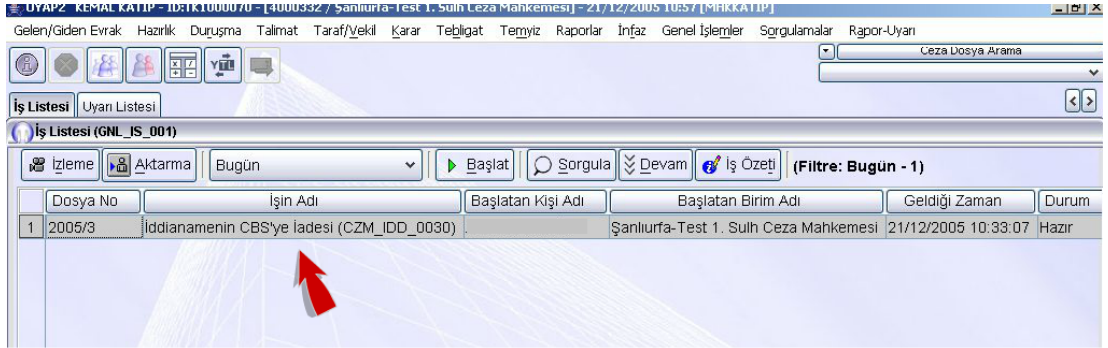 UYAP2 KEMAL KATİP - ID:TK1000070 - [4000332 / Şanlıurfa-Test 1. Sulh Ceza Mahkemesi] - 21/12/2005 10:57 [MHKKATIP]
Gelen/Giden Evrak Hazırlık Duruşma Talimat Taraf/Vekil Karar Tebligat Temyiz Raporlar İnfaz Genel İşlemler Sorgulamalar Rapor-Uyarı
Ceza Dosya Arama
YTL
İş Listesi Uyarı Listesi
İş Listesi (GNL_IS_001)
İzleme Aktarma Bugün Başlat Sorgula Devam İş Özeti (Filtre: Bugün - 1)
Dosya No İşin Adı Başlatan Kişi Adı Başlatan Birim Adı Geldiği Zaman Durum
1 2005/3 İddianamenin CBS'ye İadesi (CZM_IDD_0030) . Şanlıurfa-Test 1. Sulh Ceza Mahkemesi 21/12/2005 10:33:07 Hazır